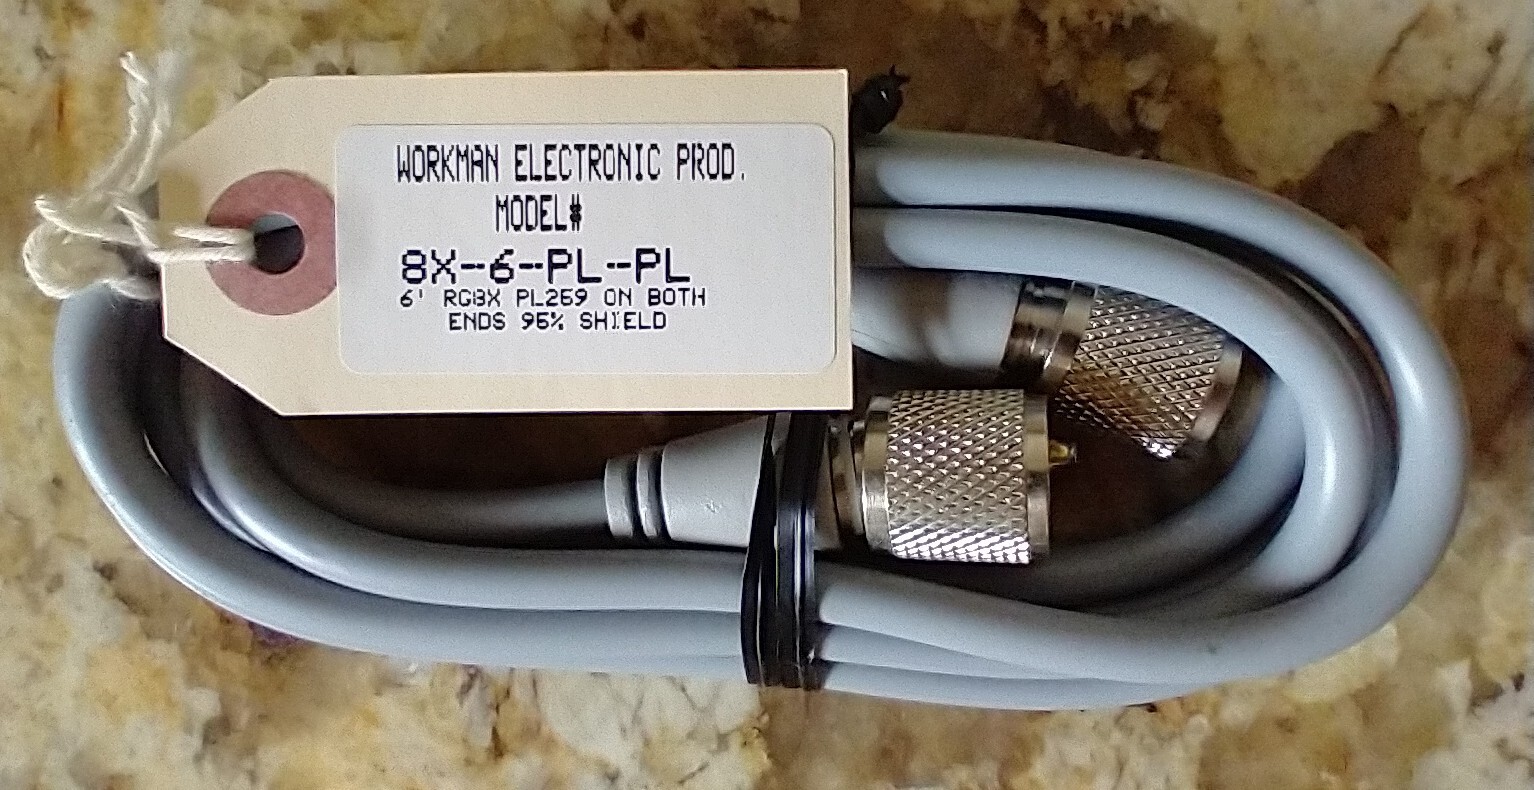 WORKMAN ELECTRONIC PROD.
MODEL#
8X-6-PL-PL
6' RG8X PL259 ON BOTH
ENDS 95% SHIELD